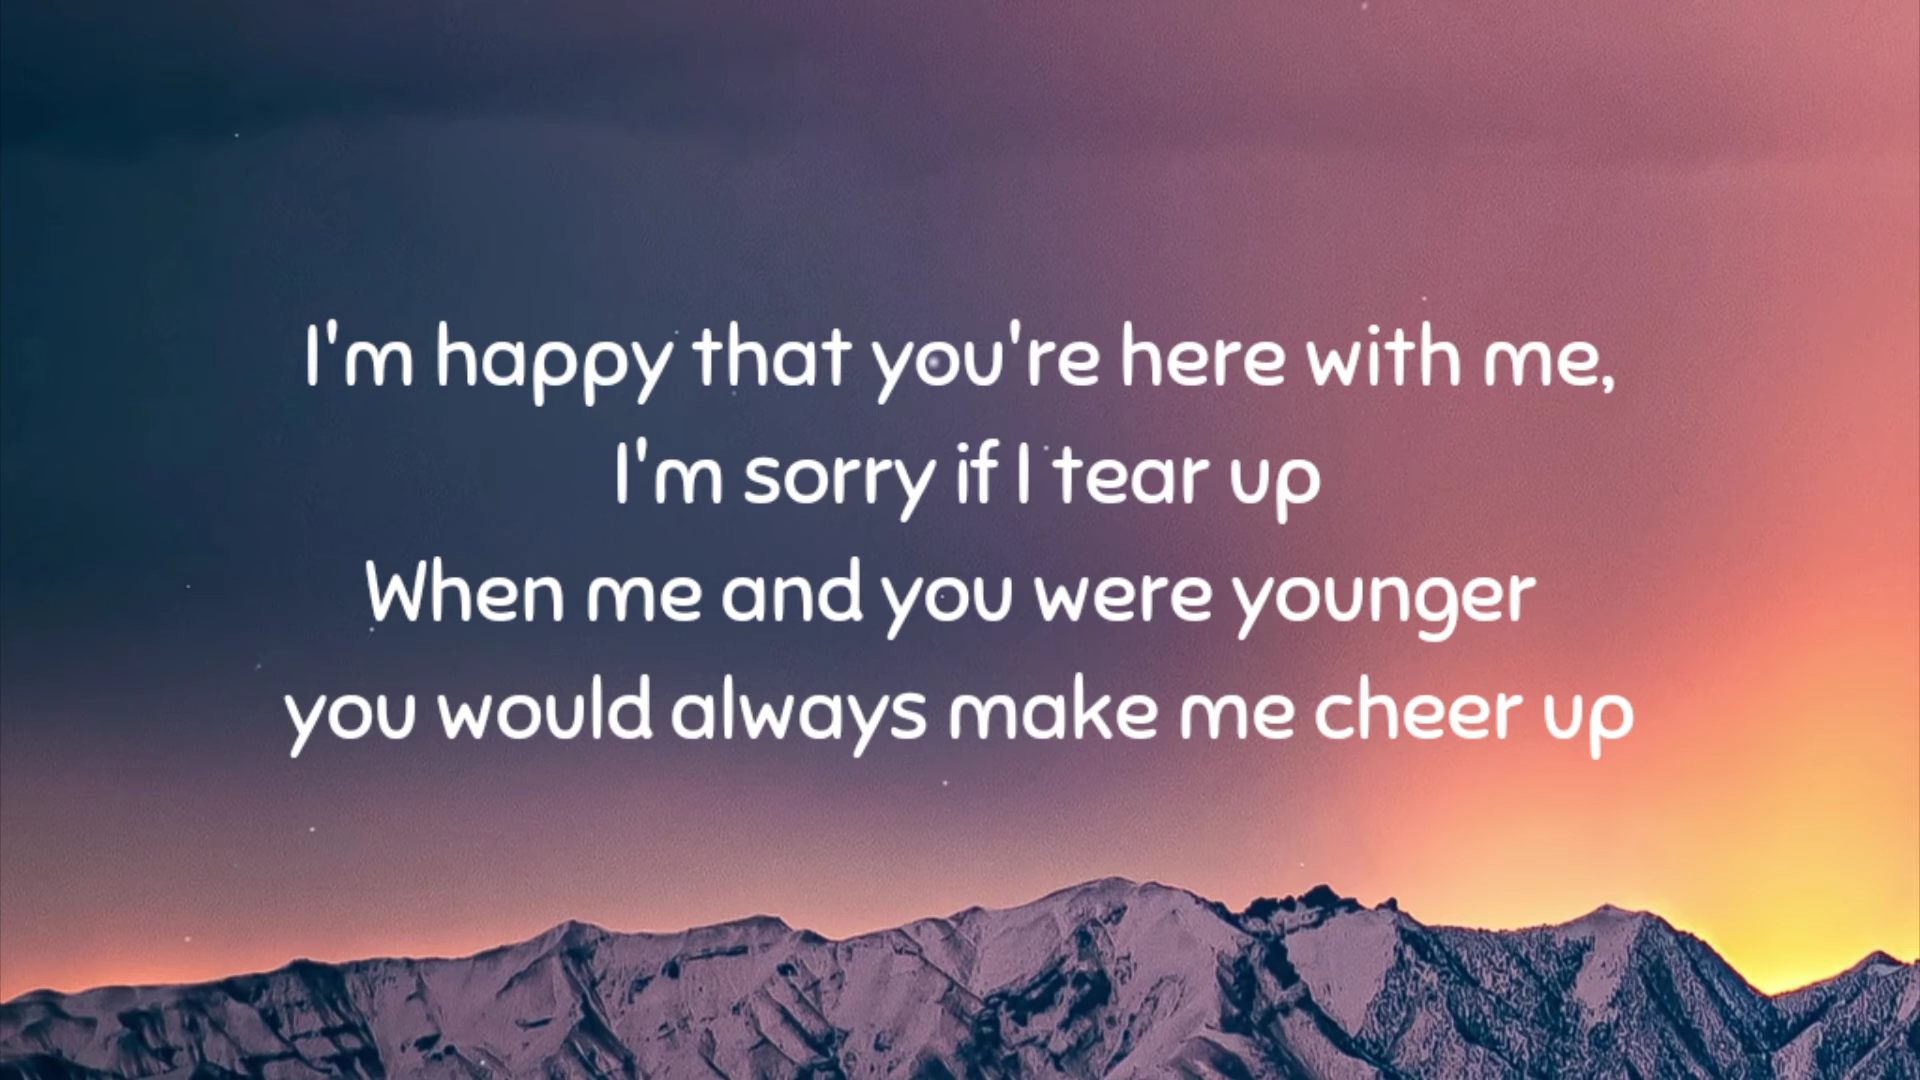 I'm happy that you're here with me,
I'm sorry if I tear up
When me and you were younger
you would always make me cheer up